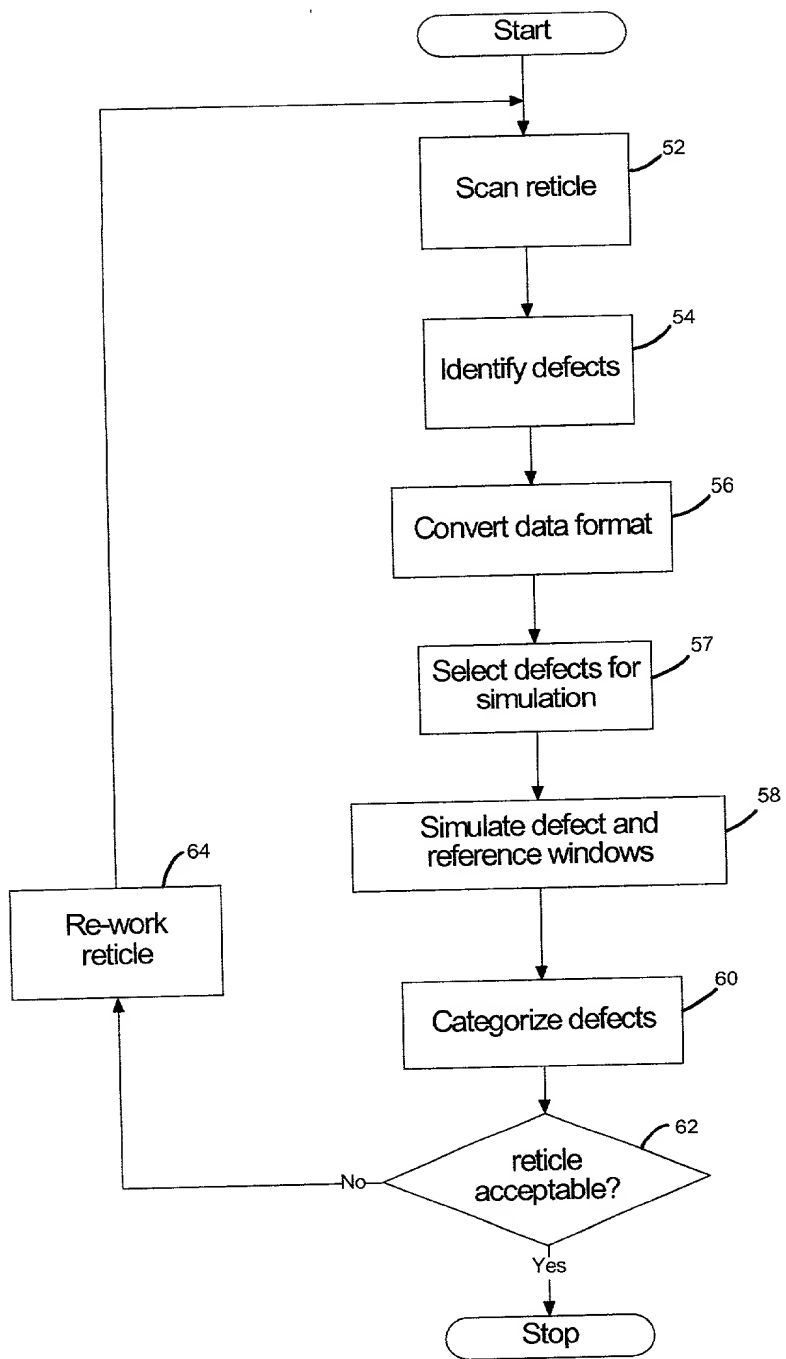 Start
52
Scan reticle
54
Identify defects
56
Convert data format
57
Select defects for
simulation
58
Simulate defect and
reference windows
64
Re-work
reticle
60
Categorize defects
62
reticle
acceptable?
No
Yes
Stop